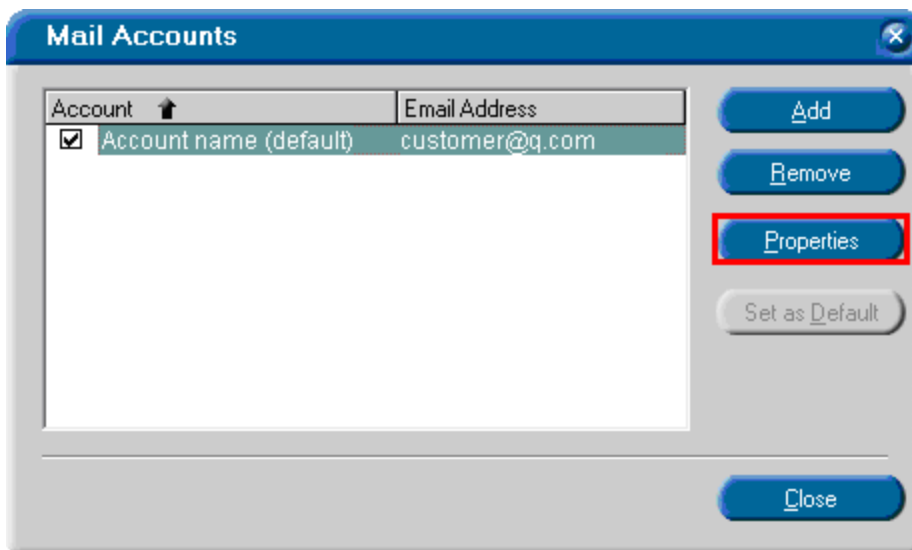 Mail Accounts
Account Email Address
Account name (default) customer@q.com
Add
Remove
Properties
Set as Default
Close